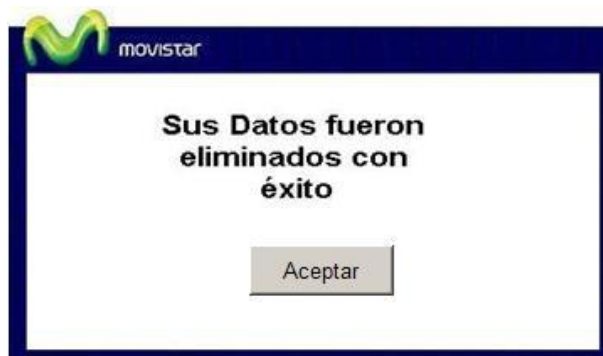 movistar
Sus Datos fueron
eliminados con
éxito
Aceptar